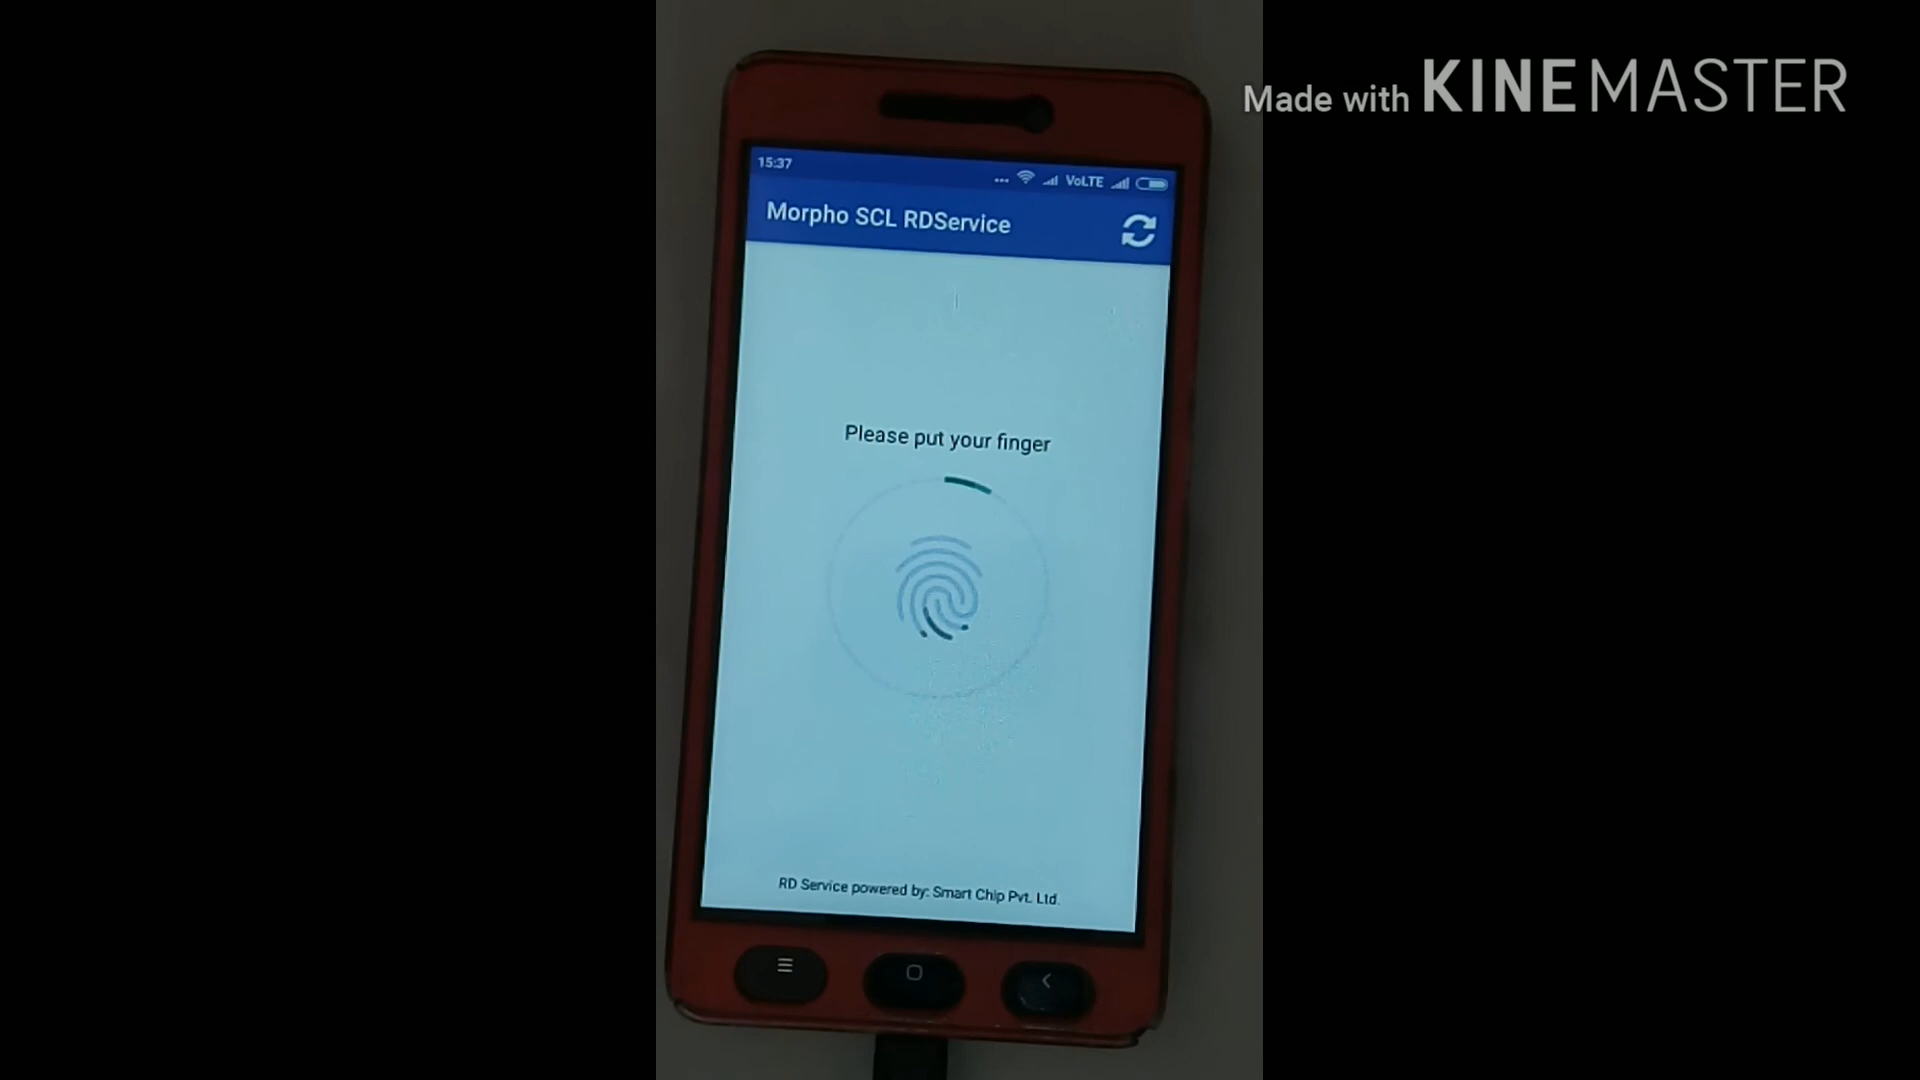 Made with KINEMASTER
15:37
... VoLTE
Morpho SCL RDService
Please put your finger
RD Service powered by: Smart Chip Pvt. Ltd.